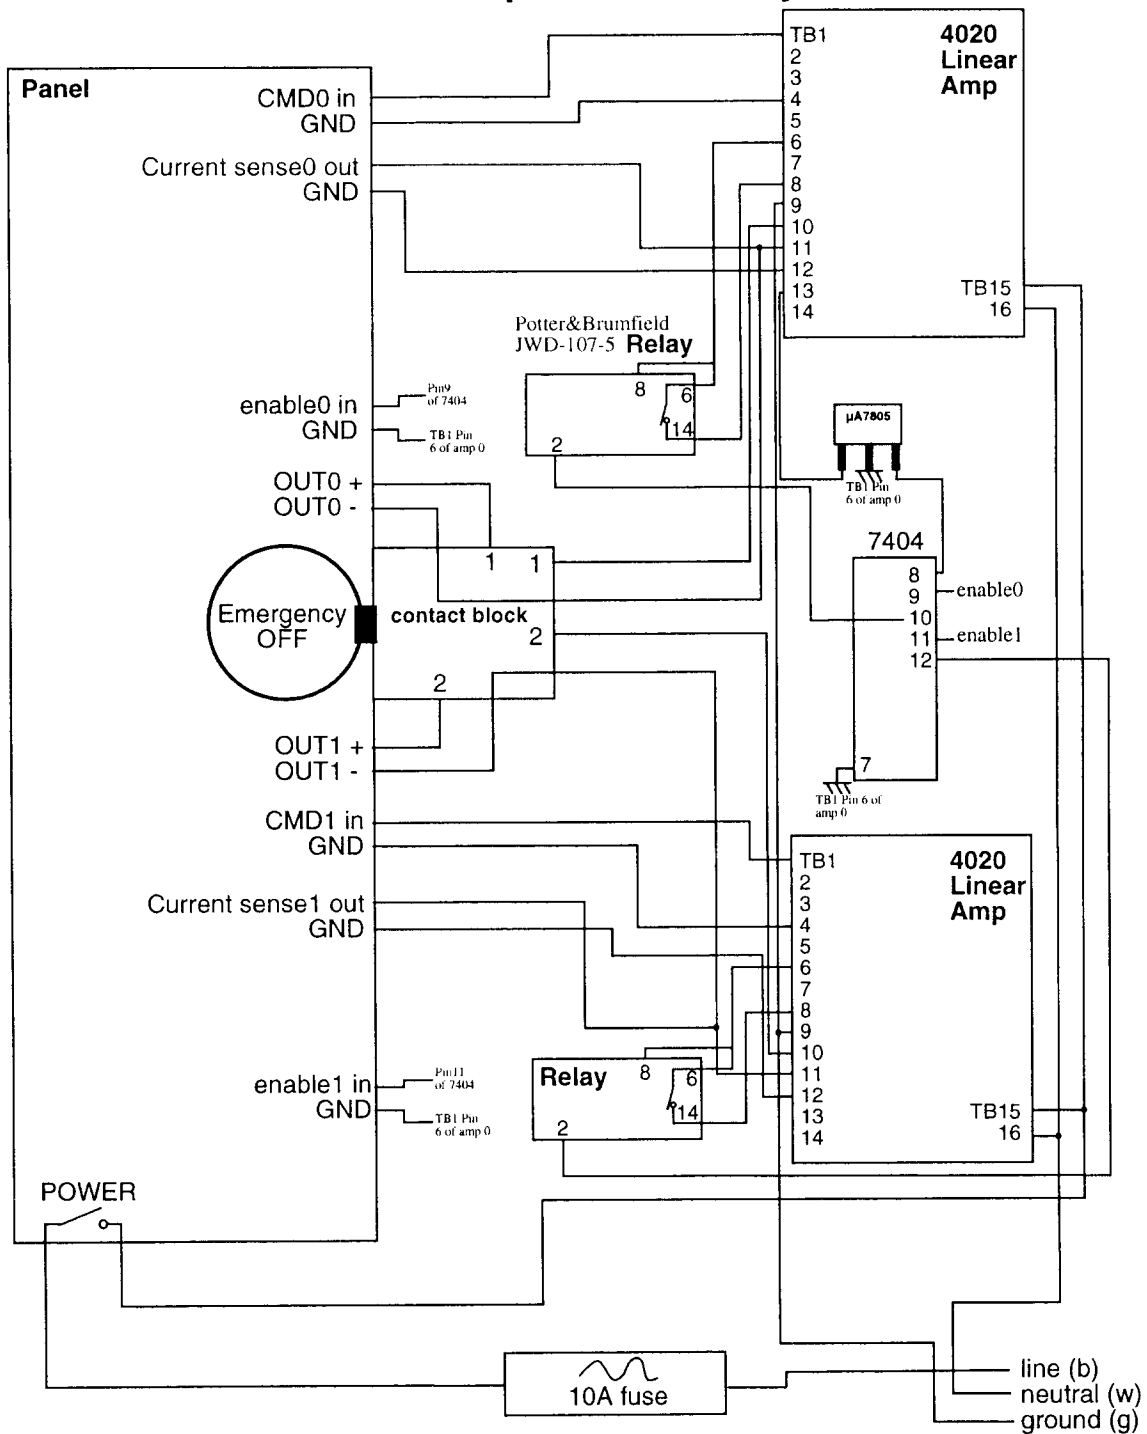 Panel
CMD0 in
GND
Current sense0 out
GND
enable0 in
GND
Pin9
of 7404
TB1 Pin
6 of amp 0
OUT0 +
OUT0 -
Emergency
OFF
contact block
1
1
2
2
OUT1 +
OUT1 -
CMD1 in
GND
Current sense1 out
GND
enable1 in
GND
Pin11
of 7404
TB1 Pin
6 of amp 0
POWER
4020
Linear
Amp
TB1
2
3
4
5
6
7
8
9
10
11
12
13
14
TB15
16
Potter&Brumfield
JWD-107-5 Relay
8
6
14
2
µA7805
TB1 Pin
6 of amp 0
7404
8
9
10
11
12
enable0
enable1
7
TB1 Pin 6 of
amp 0
4020
Linear
Amp
TB1
2
3
4
5
6
7
8
9
10
11
12
13
14
TB15
16
Relay
8
6
14
2
10A fuse
line (b)
neutral (w)
ground (g)